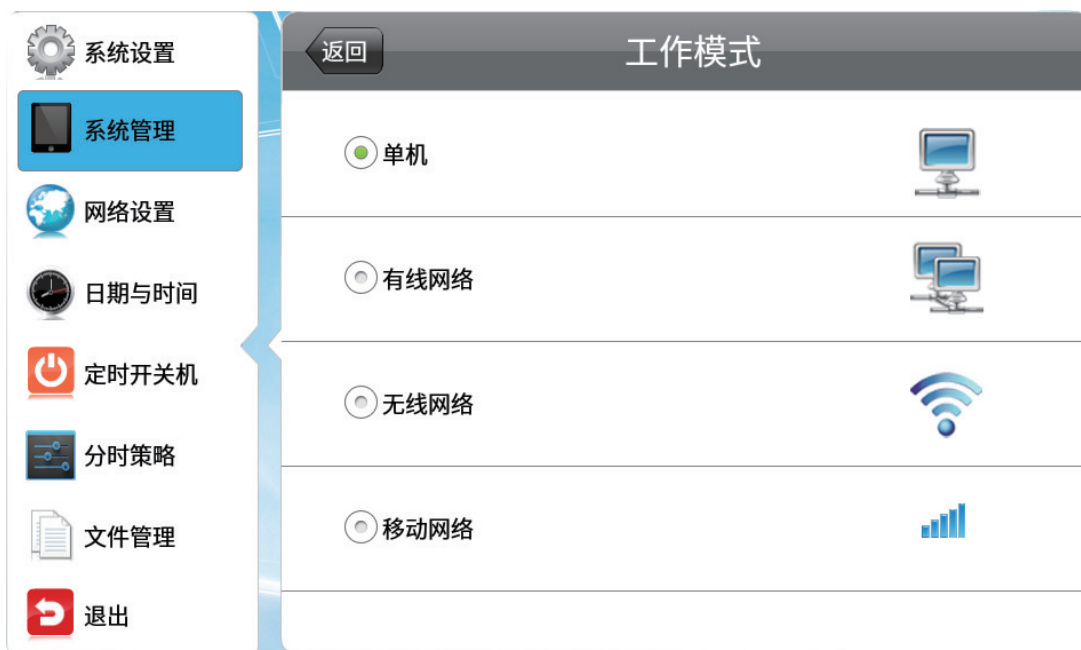 系统设置
系统管理
网络设置
日期与时间
定时开关机
分时策略
文件管理
退出
返回
工作模式
单机
有线网络
无线网络
移动网络